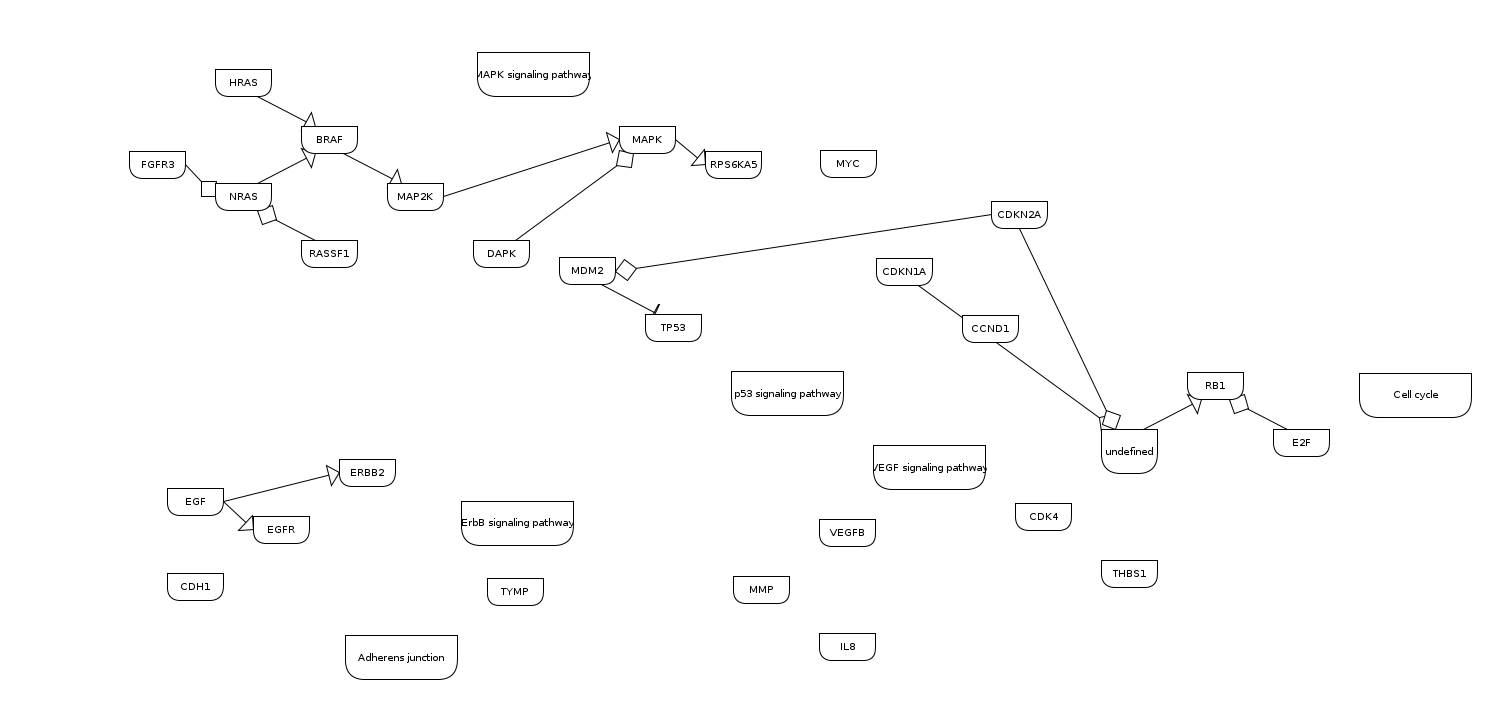 MAPK signaling pathway
HRAS
BRAF
MAPK
FGFR3
RPS6KA5
MYC
NRAS
MAP2K
CDKN2A
RASSF1
DAPK
MDM2
CDKN1A
TP53
CCND1
p53 signaling pathway
RB1
Cell cycle
E2F
undefined
VEGF signaling pathway
ERBB2
EGF
EGFR
ErbB signaling pathway
CDK4
VEGFB
CDH1
TYMP
MMP
THBS1
IL8
Adherens junction